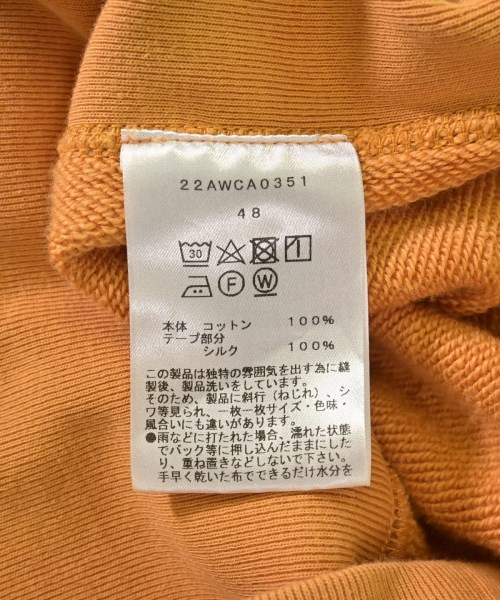 22AWCA0351
48
30
F W
本体 コットン 100%
テープ部分
シルク 100%
この製品は独特の雰囲気を出す為に縫
製後、製品洗いをしています。
そのため、製品に斜行(ねじれ)、シ
ワ等見られ、一枚一枚サイズ・色味・
風合いにも違いがあります。
●雨などに打たれた場合、濡れた状態
でバック等に押し込んだままにした
り、重ね置きなどしないで下さい。
手早く乾いた布でできるだけ水分を